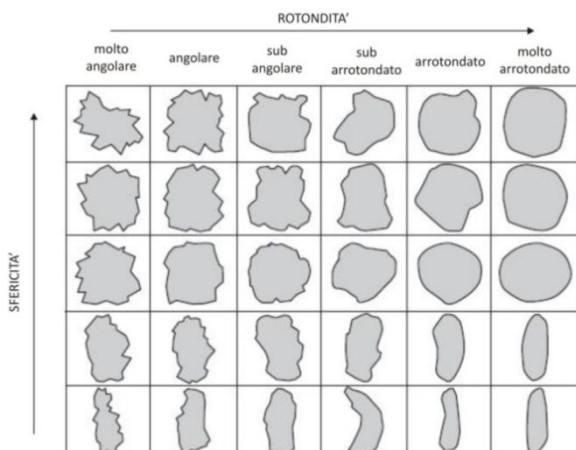 ROTONDITA'
molto
angolare
angolare
sub
angolare
sub
arrotondato
arrotondato
molto
arrotondato
SFERICITA'